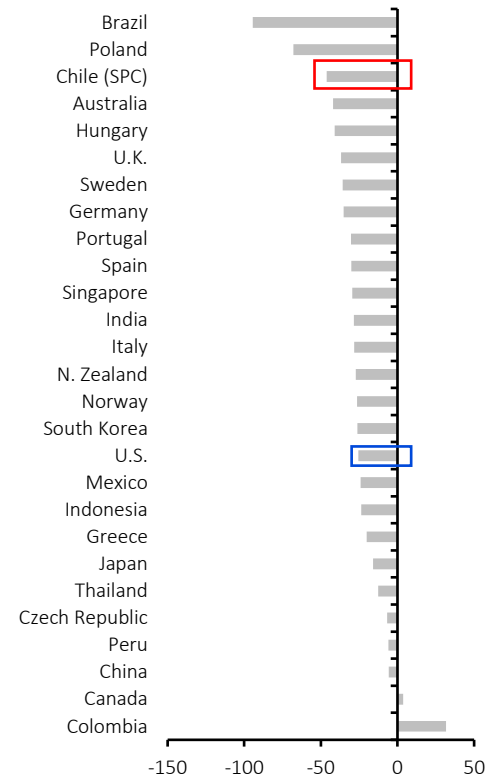 Brazil
Poland
Chile (SPC)
Australia
Hungary
U.K.
Sweden
Germany
Portugal
Spain
Singapore
India
Italy
N. Zealand
Norway
South Korea
U.S.
Mexico
Indonesia
Greece
Japan
Thailand
Czech Republic
Peru
China
Canada
Colombia
-150 -100 -50 0 50